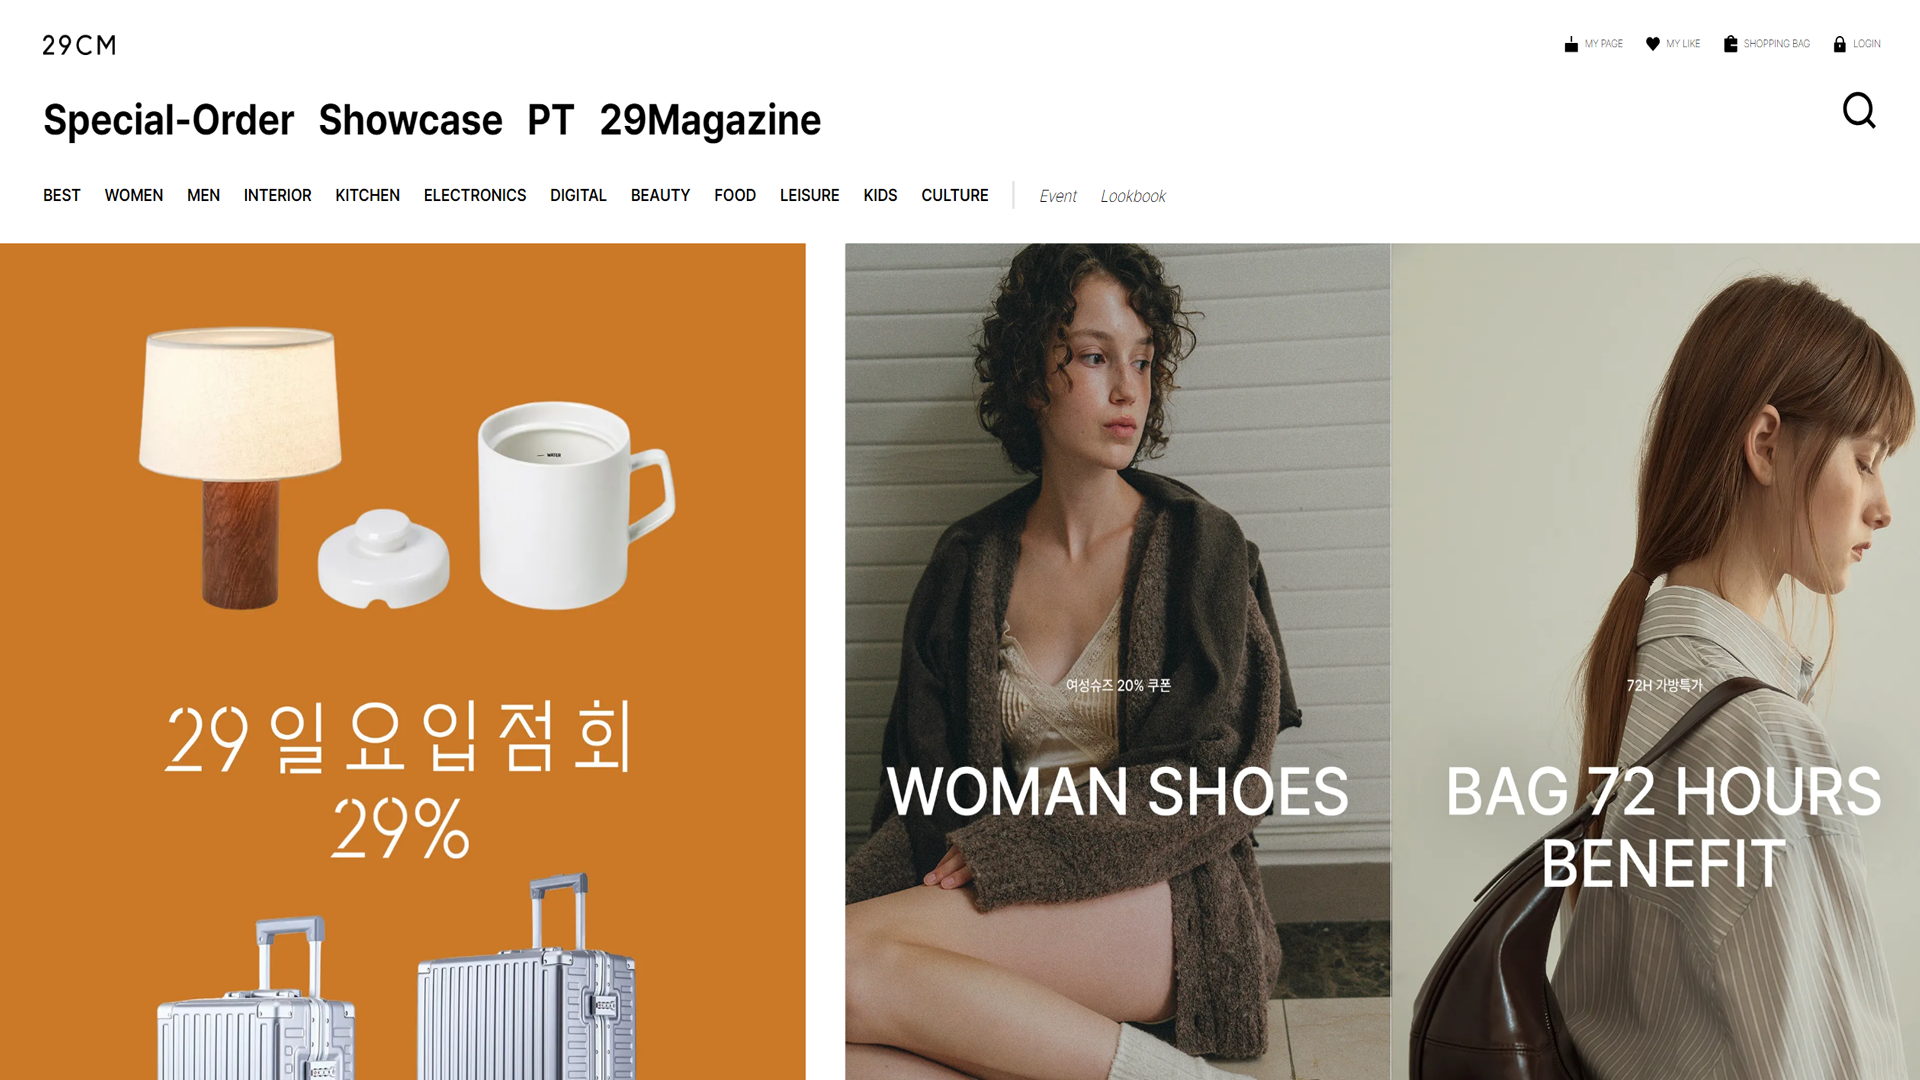 29CM
MY PAGE MY LIKE SHOPPING BAG LOGIN
Special-Order Showcase PT 29Magazine
BEST WOMEN MEN INTERIOR KITCHEN ELECTRONICS DIGITAL BEAUTY FOOD LEISURE KIDS CULTURE Event Lookbook
WATER
29일요입점회
29%
여성슈즈 20% 쿠폰
WOMAN SHOES
72H 가방특가
BAG 72 HOURS
BENEFIT